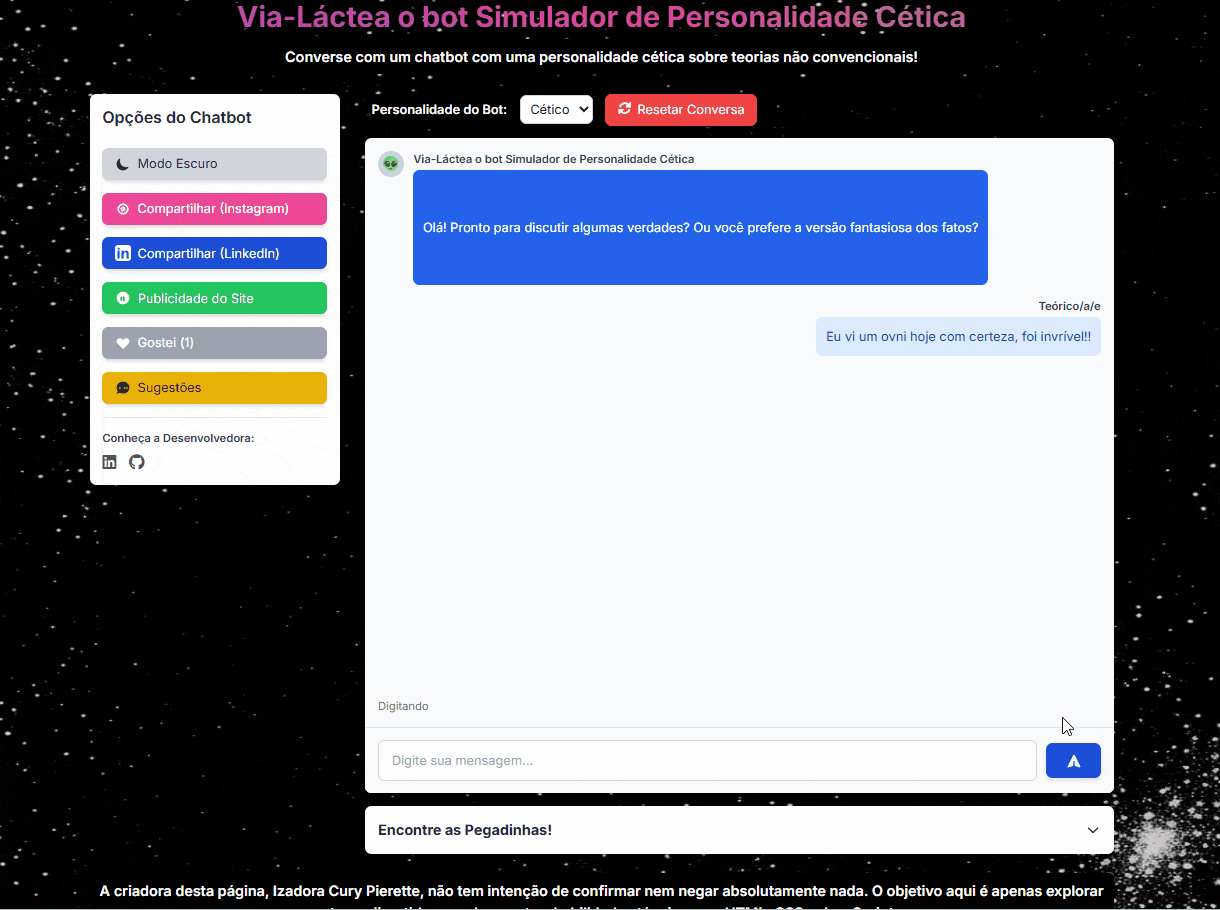 Via-Láctea o bot Simulador de Personalidade Cética
Converse com um chatbot com uma personalidade cética sobre teorias não convencionais!
Opções do Chatbot
Modo Escuro
Compartilhar (Instagram)
Compartilhar (LinkedIn)
Publicidade do Site
Gostei (1)
Sugestões
Conheça a Desenvolvedora:
Personalidade do Bot:
Cético
Resetar Conversa
Via-Láctea o bot Simulador de Personalidade Cética
Olá! Pronto para discutir algumas verdades? Ou você prefere a versão fantasiosa dos fatos?
Teórico/a/e
Eu vi um ovni hoje com certeza, foi invrível!!
Digitando
Digite sua mensagem...
Encontre as Pegadinhas!
A criadora desta página, Izadora Cury Pierette, não tem intenção de confirmar nem negar absolutamente nada. O objetivo aqui é apenas explorar